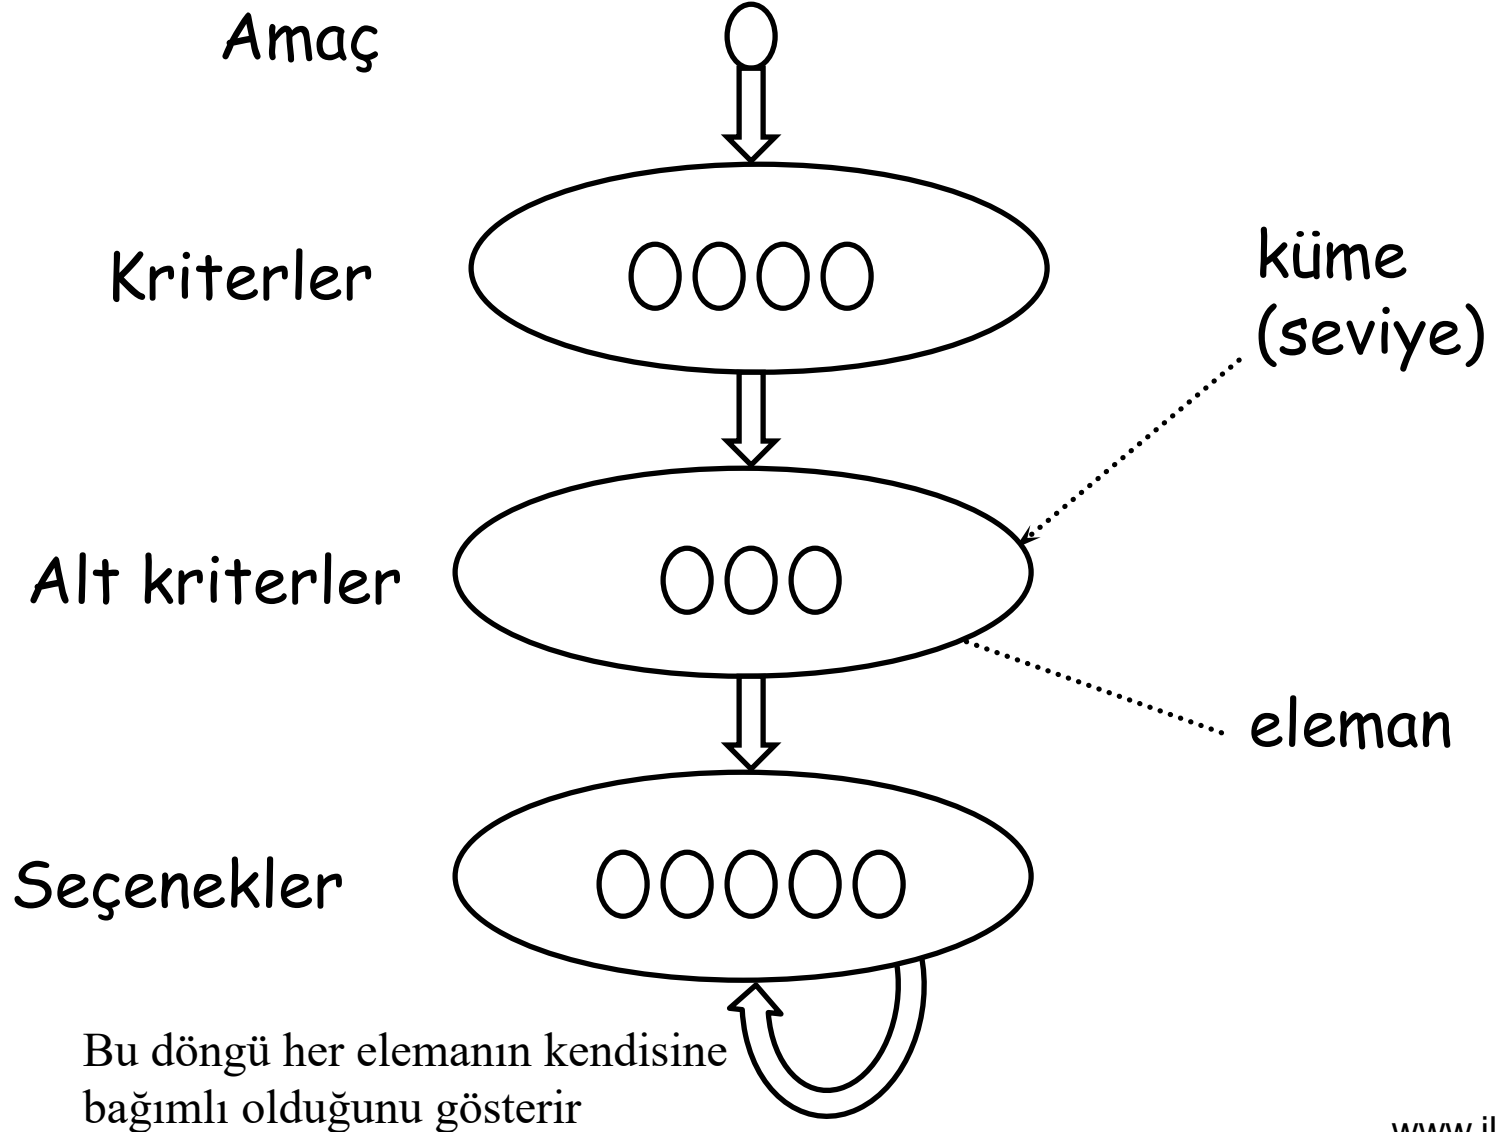 Amaç
Kriterler
küme
(seviye)
Alt kriterler
eleman
Seçenekler
Bu döngü her elemanın kendisine
bağımlı olduğunu gösterir